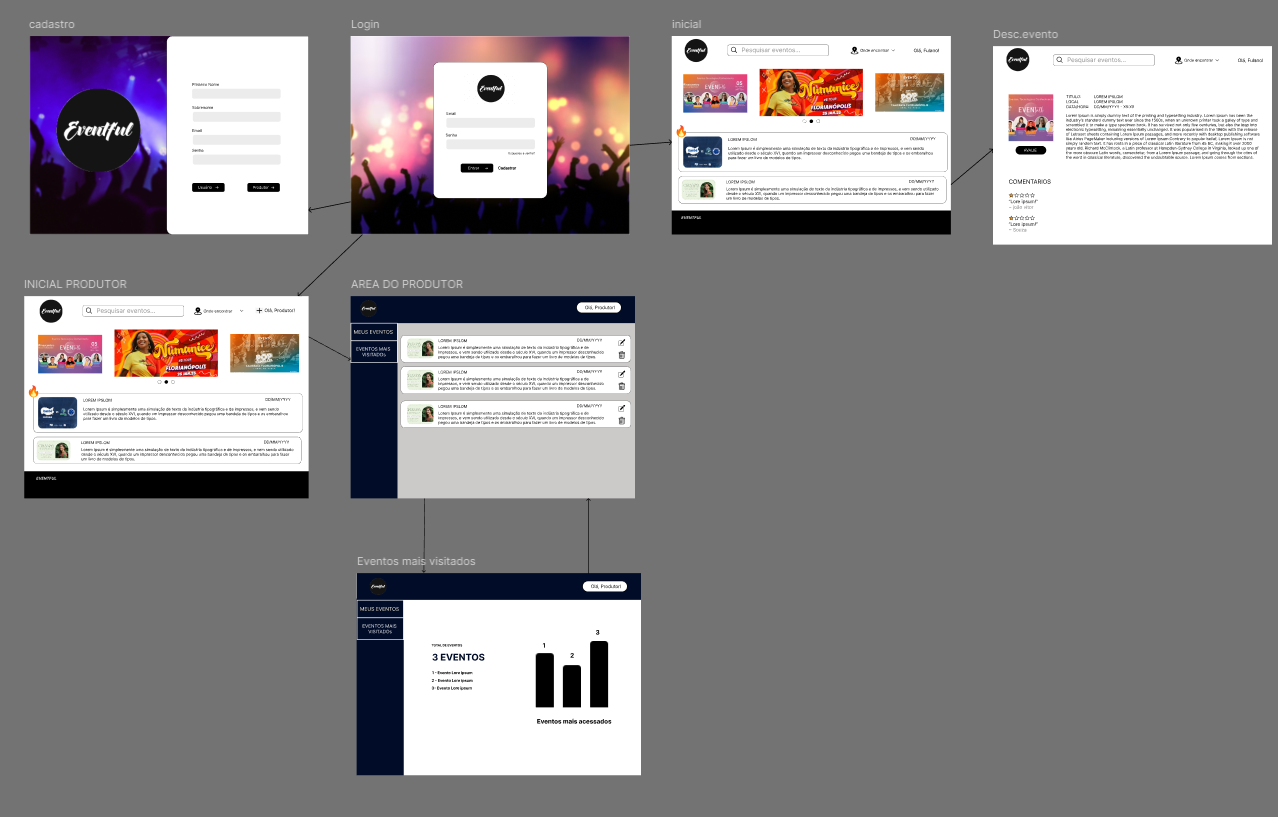 cadastro
Eventful
Primeiro Nome
Sobrenome
Email
Senha
Usuario →
Produtor →
Login
Eventful
Email
Senha
Esqueceu a senha?
Entrar →
Cadastrar
inicial
Eventful
Pesquisar eventos...
Onde encontrar
Olá, Fulano!
Numanice
FLORIANÓPOLIS
LOREM IPSLOM
DD/MM/YYYY
Lorem Ipsum é simplesmente uma simulação de texto da indústria tipográfica e de impressos, e vem sendo
utilizado desde o século XVI, quando um impressor desconhecido pegou uma bandeja de tipos e os embaralhou
para fazer um livro de modelos de tipos.
LOREM IPSLOM
DD/MM/YYYY
Lorem Ipsum é simplesmente uma simulação de texto da indústria tipográfica e de impressos, e vem sendo utilizado
desde o século XVI, quando um impressor desconhecido pegou uma bandeja de tipos e os embaralhou para fazer
um livro de modelos de tipos.
EVENTFUL
Desc.evento
Eventful
Pesquisar eventos...
Onde encontrar
Olá, Fulano!
TITULO: LOREM IPSLOM
LOCAL: LOREM IPSLOM
DATA/HORA: DD/MM/YYYY - XX:XX
Lorem Ipsum is simply dummy text of the printing and typesetting industry. Lorem Ipsum has been the
industry's standard dummy text ever since the 1500s, when an unknown printer took a galley of type and
scrambled it to make a type specimen book. It has survived not only five centuries, but also the leap into
electronic typesetting, remaining essentially unchanged. It was popularised in the 1960s with the release
of Letraset sheets containing Lorem Ipsum passages, and more recently with desktop publishing software
like Aldus PageMaker including versions of Lorem Ipsum. Contrary to popular belief, Lorem Ipsum is not
simply random text. It has roots in a piece of classical Latin literature from 45 BC, making it over 2000
years old. Richard McClintock, a Latin professor at Hampden-Sydney College in Virginia, looked up one of
the more obscure Latin words, consectetur, from a Lorem Ipsum passage, and going through the cites of
the word in classical literature, discovered the undoubtable source. Lorem Ipsum comes from sections.
AVALIE
COMENTARIOS
"Lore ipsum!"
"Lore ipsum!"
INICIAL PRODUTOR
Eventful
Pesquisar eventos...
Onde encontrar
+ Olá, Produtor!
Numanice
FLORIANÓPOLIS
LOREM IPSLOM
DD/MM/YYYY
Lorem Ipsum é simplesmente uma simulação de texto da indústria tipográfica e de impressos, e vem sendo
utilizado desde o século XVI, quando um impressor desconhecido pegou uma bandeja de tipos e os embaralhou
para fazer um livro de modelos de tipos.
LOREM IPSLOM
DD/MM/YYYY
Lorem Ipsum é simplesmente uma simulação de texto da indústria tipográfica e de impressos, e vem sendo utilizado
desde o século XVI, quando um impressor desconhecido pegou uma bandeja de tipos e os embaralhou para fazer
um livro de modelos de tipos.
EVENTFUL
AREA DO PRODUTOR
Eventful
Olá, Produtor!
MEUS EVENTOS
EVENTOS MAIS
VISITADOS
LOREM IPSLOM
DD/MM/YYYY
Lorem Ipsum é simplesmente uma simulação de texto da indústria tipográfica e de
impressos, e vem sendo utilizado desde o século XVI, quando um impressor desconhecido
pegou uma bandeja de tipos e os embaralhou para fazer um livro de modelos de tipos.
LOREM IPSLOM
DD/MM/YYYY
Lorem Ipsum é simplesmente uma simulação de texto da indústria tipográfica e de
impressos, e vem sendo utilizado desde o século XVI, quando um impressor desconhecido
pegou uma bandeja de tipos e os embaralhou para fazer um livro de modelos de tipos.
LOREM IPSLOM
DD/MM/YYYY
Lorem Ipsum é simplesmente uma simulação de texto da indústria tipográfica e de
impressos, e vem sendo utilizado desde o século XVI, quando um impressor desconhecido
pegou uma bandeja de tipos e os embaralhou para fazer um livro de modelos de tipos.
Eventos mais visitados
Eventful
Olá, Produtor!
MEUS EVENTOS
EVENTOS MAIS
VISITADOS
TOTAL DE EVENTOS
3 EVENTOS
1 - Evento Lore Ipsum
2 - Evento Lore Ipsum
3- Evento Lore Ipsum
1
2
3
Eventos mais acessados